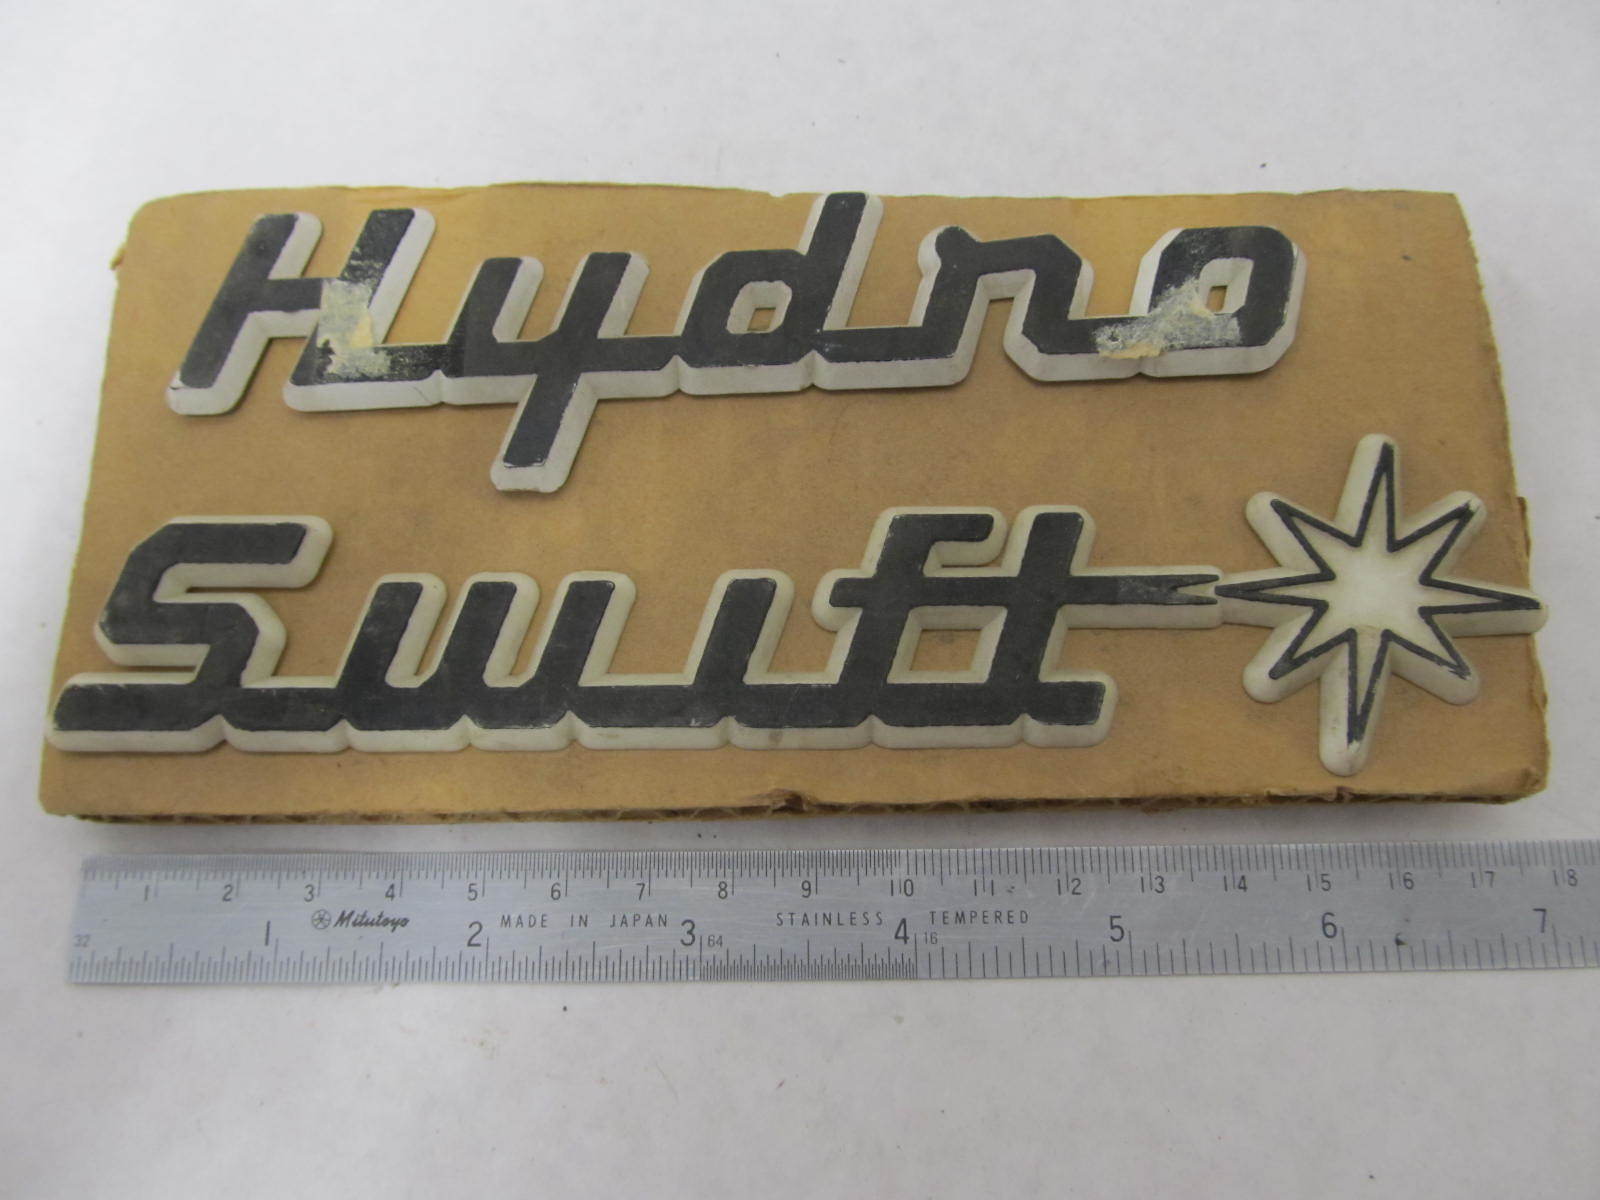 Hydro
Swift
1 2 3 4 5 6 7 8 9 10 11 12 13 14 15 16 17 18
Mitutoyo MADE IN JAPAN STAINLESS TEMPERED
32 1 2 3 64 4 16 5 6 7